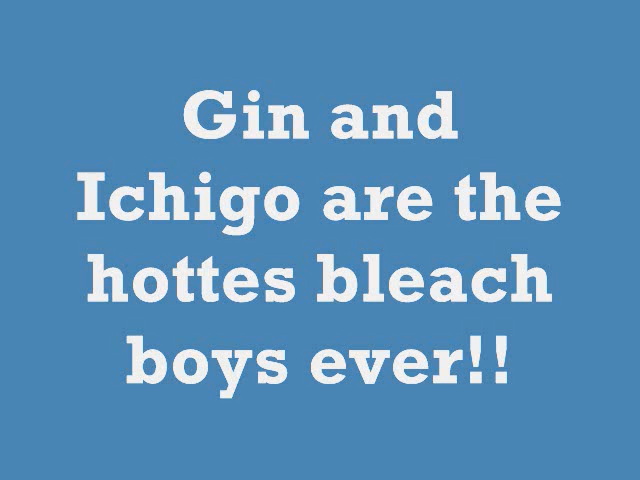 Gin and
Ichigo are the
hottes bleach
boys ever!!